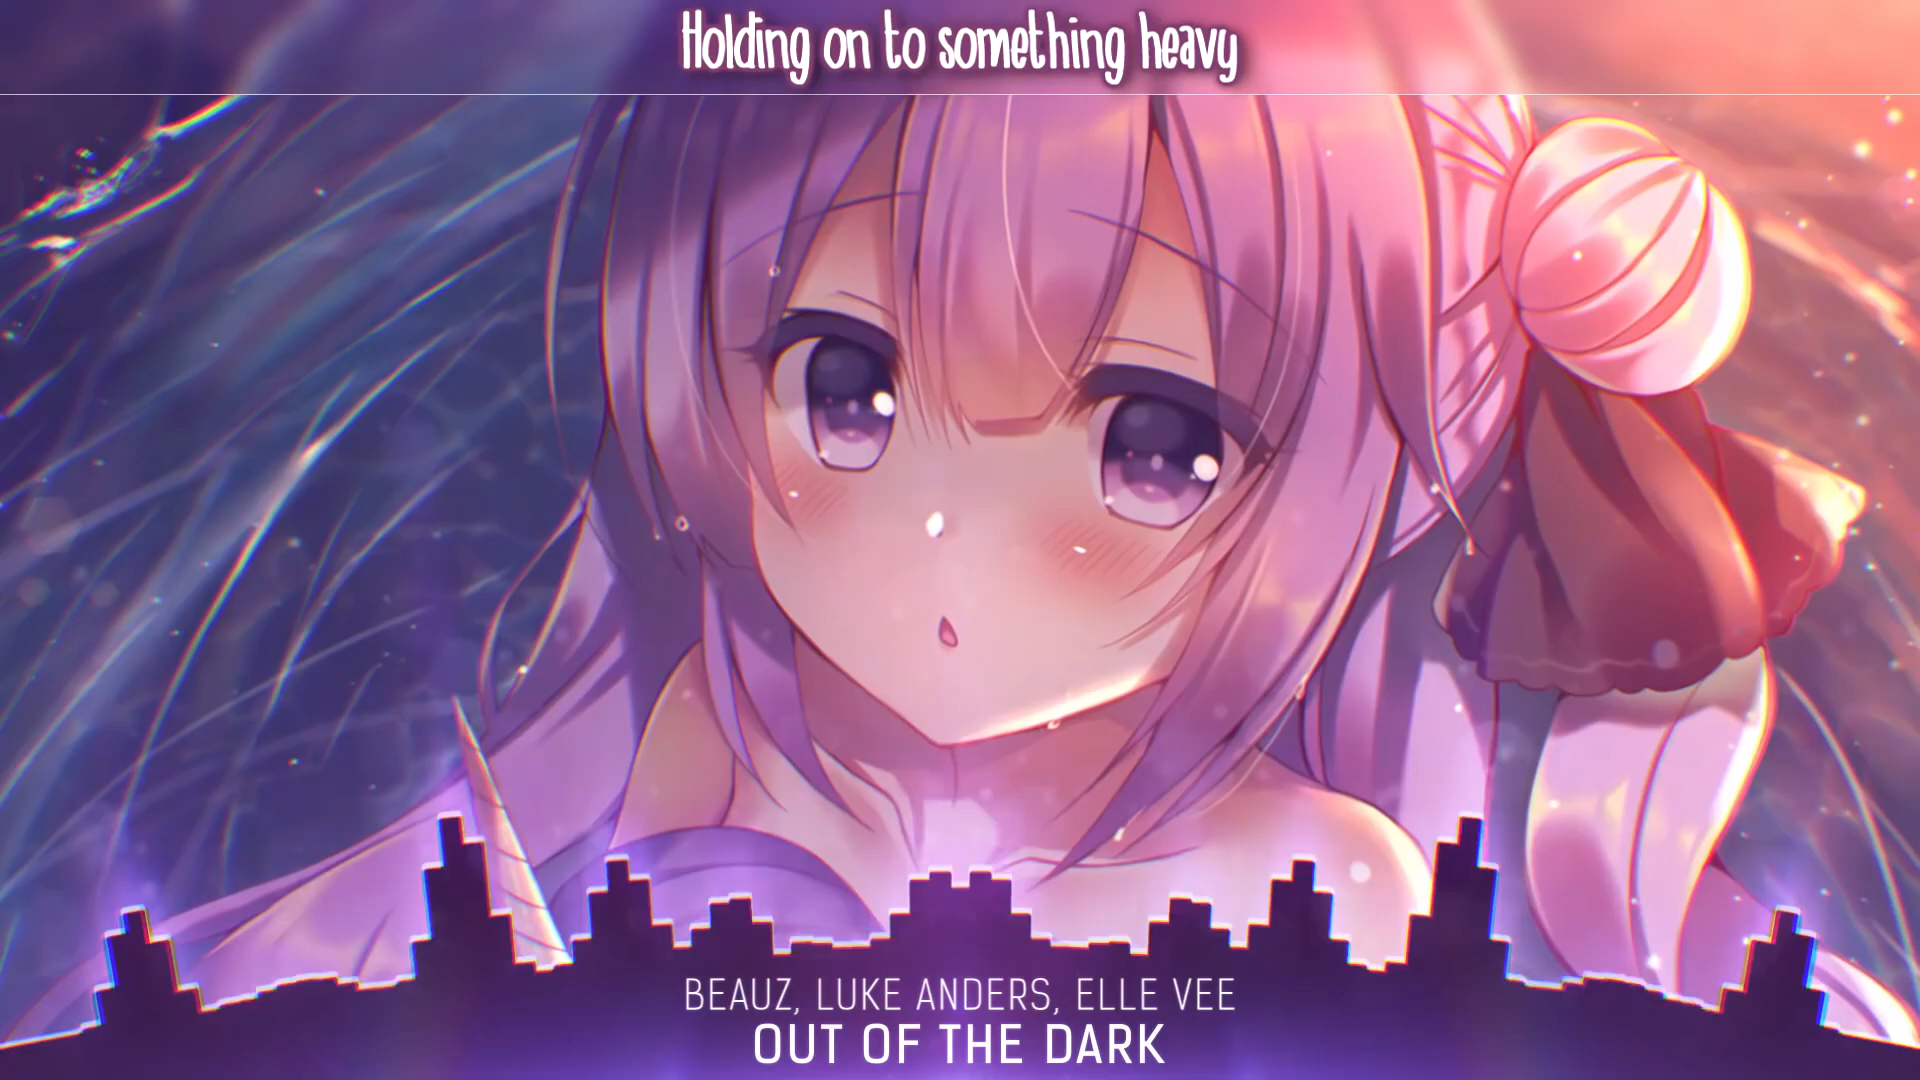 Holding on to something heavy
BEAUZ, LUKE ANDERS, ELLE VEE
OUT OF THE DARK